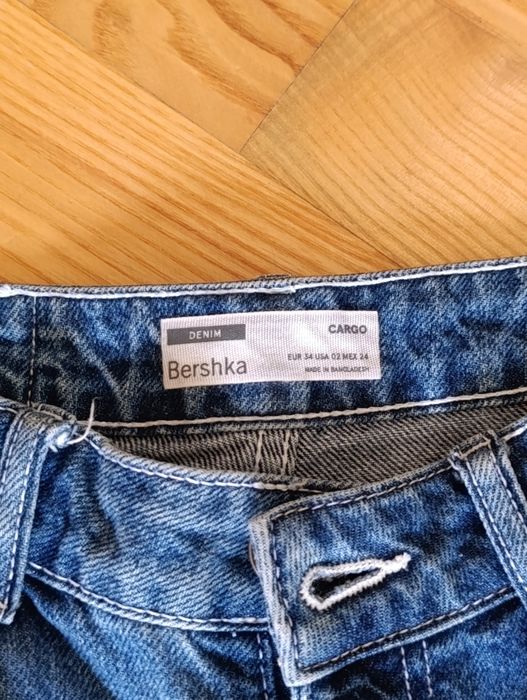 DENIM
Bershka
CARGO
EUR 34 USA 02 MEX 24
MADE IN BANGLADESH